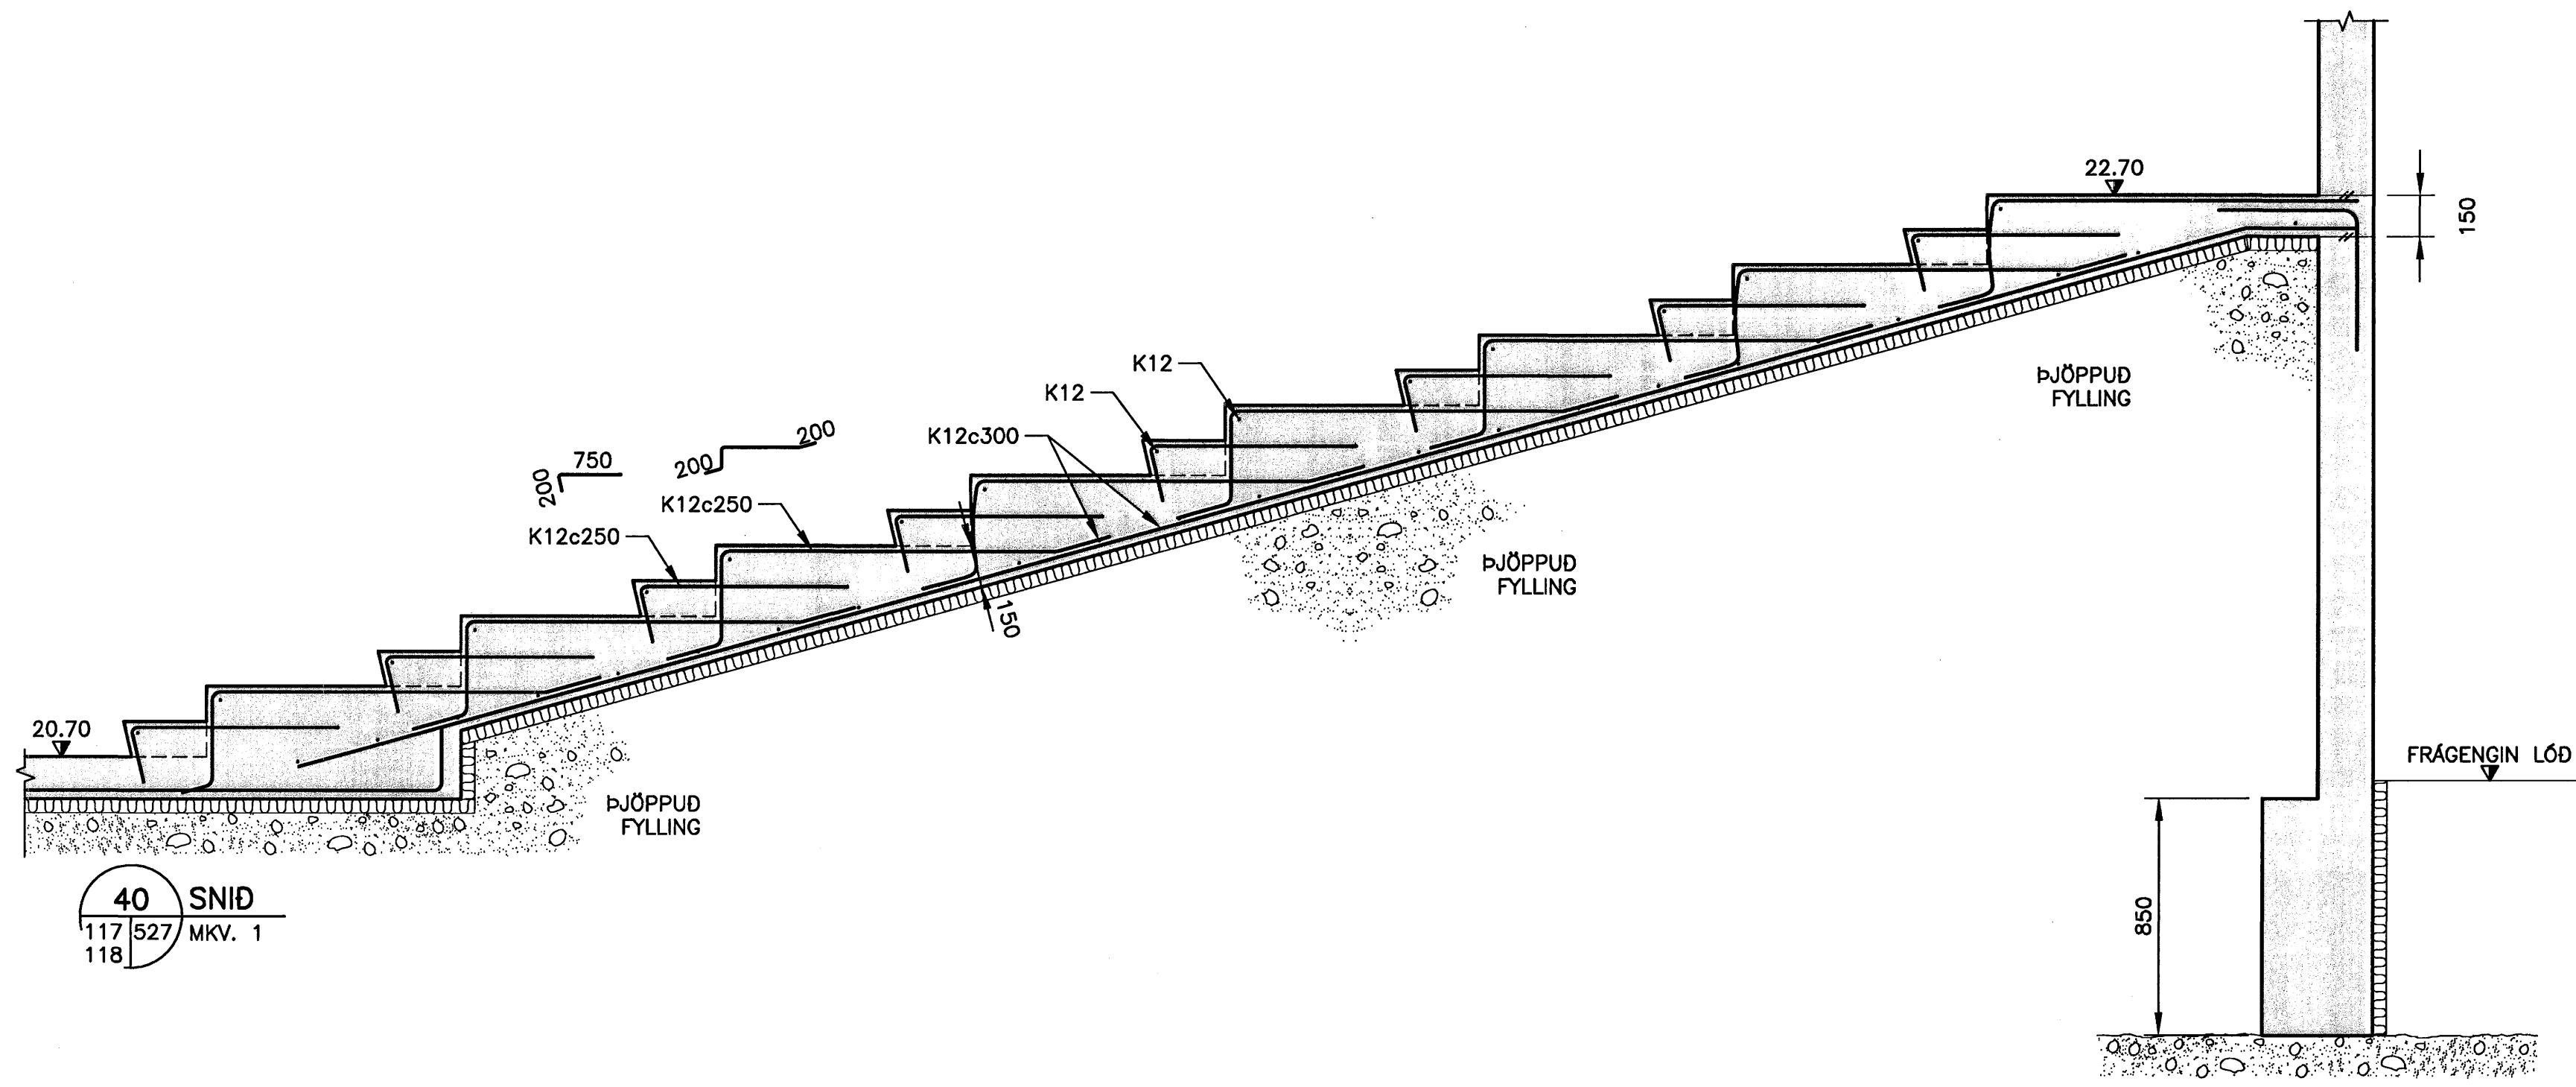 22.70
150
K12
K12
K12c300
200
200
750
200
K12c250
K12c250
150
ÞJÖPPUÐ
FYLLING
ÞJÖPPUÐ
FYLLING
20.70
ÞJÖPPUÐ
FYLLING
FRÁGENGIN LÓÐ
850
40 SNIÐ
117 527 MKV. 1
118